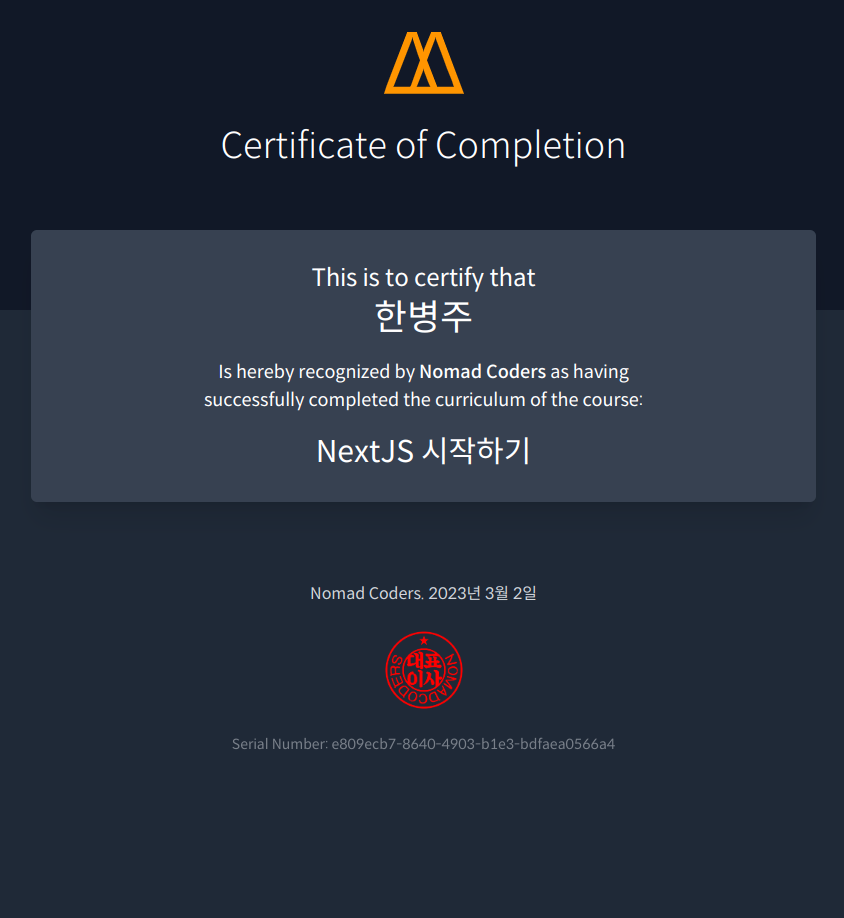 Certificate of Completion
This is to certify that
한병주
Is hereby recognized by Nomad Coders as having
successfully completed the curriculum of the course:
NextJS 시작하기
Nomad Coders. 2023년 3월 2일
대표
이사
NOMADCODERS
Serial Number: e809ecb7-8640-4903-b1e3-bdfaea0566a4